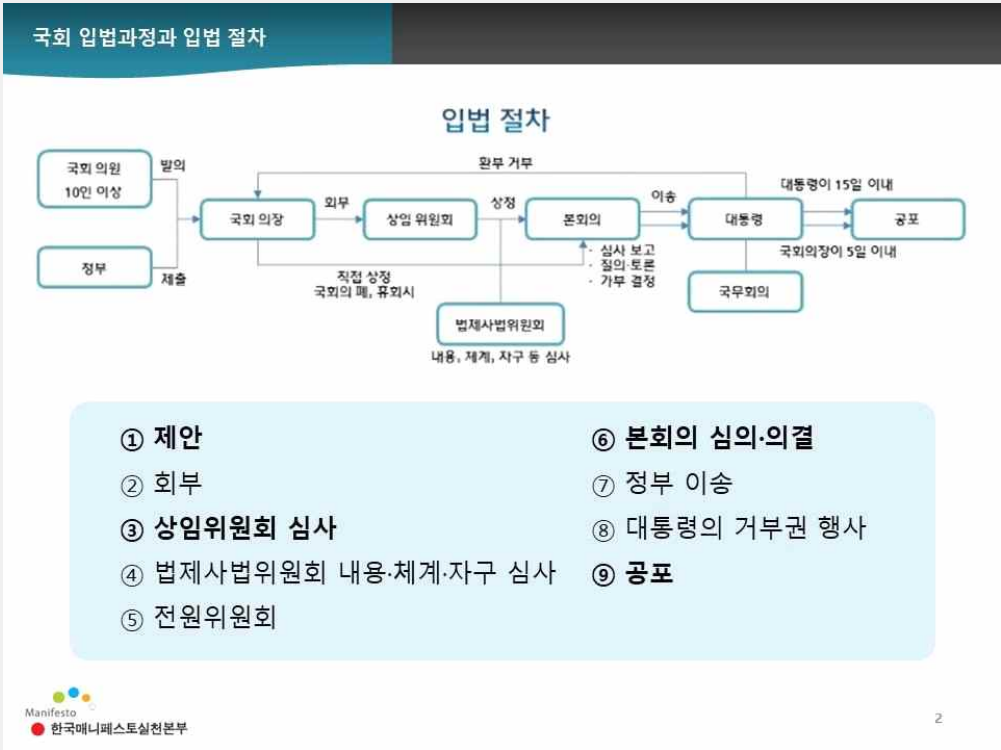 국회 입법과정과 입법 절차
입법 절차
환부 거부
국회 의원
10인 이상
발의
정부
제출
국회 의장
회부
상임 위원회
상정
본회의
이송
대통령
대통령이 15일 이내
공포
국회의장이 5일 이내
직접 상정
국회의 폐, 휴회시
· 심사 보고
· 질의·토론
· 가부 결정
국무회의
법제사법위원회
내용, 체계, 자구 등 심사
① 제안
② 회부
③ 상임위원회 심사
④ 법제사법위원회 내용·체계·자구 심사
⑤ 전원위원회
⑥ 본회의 심의·의결
⑦ 정부 이송
⑧ 대통령의 거부권 행사
⑨ 공포
Manifesto
한국매니페스토실천본부
2